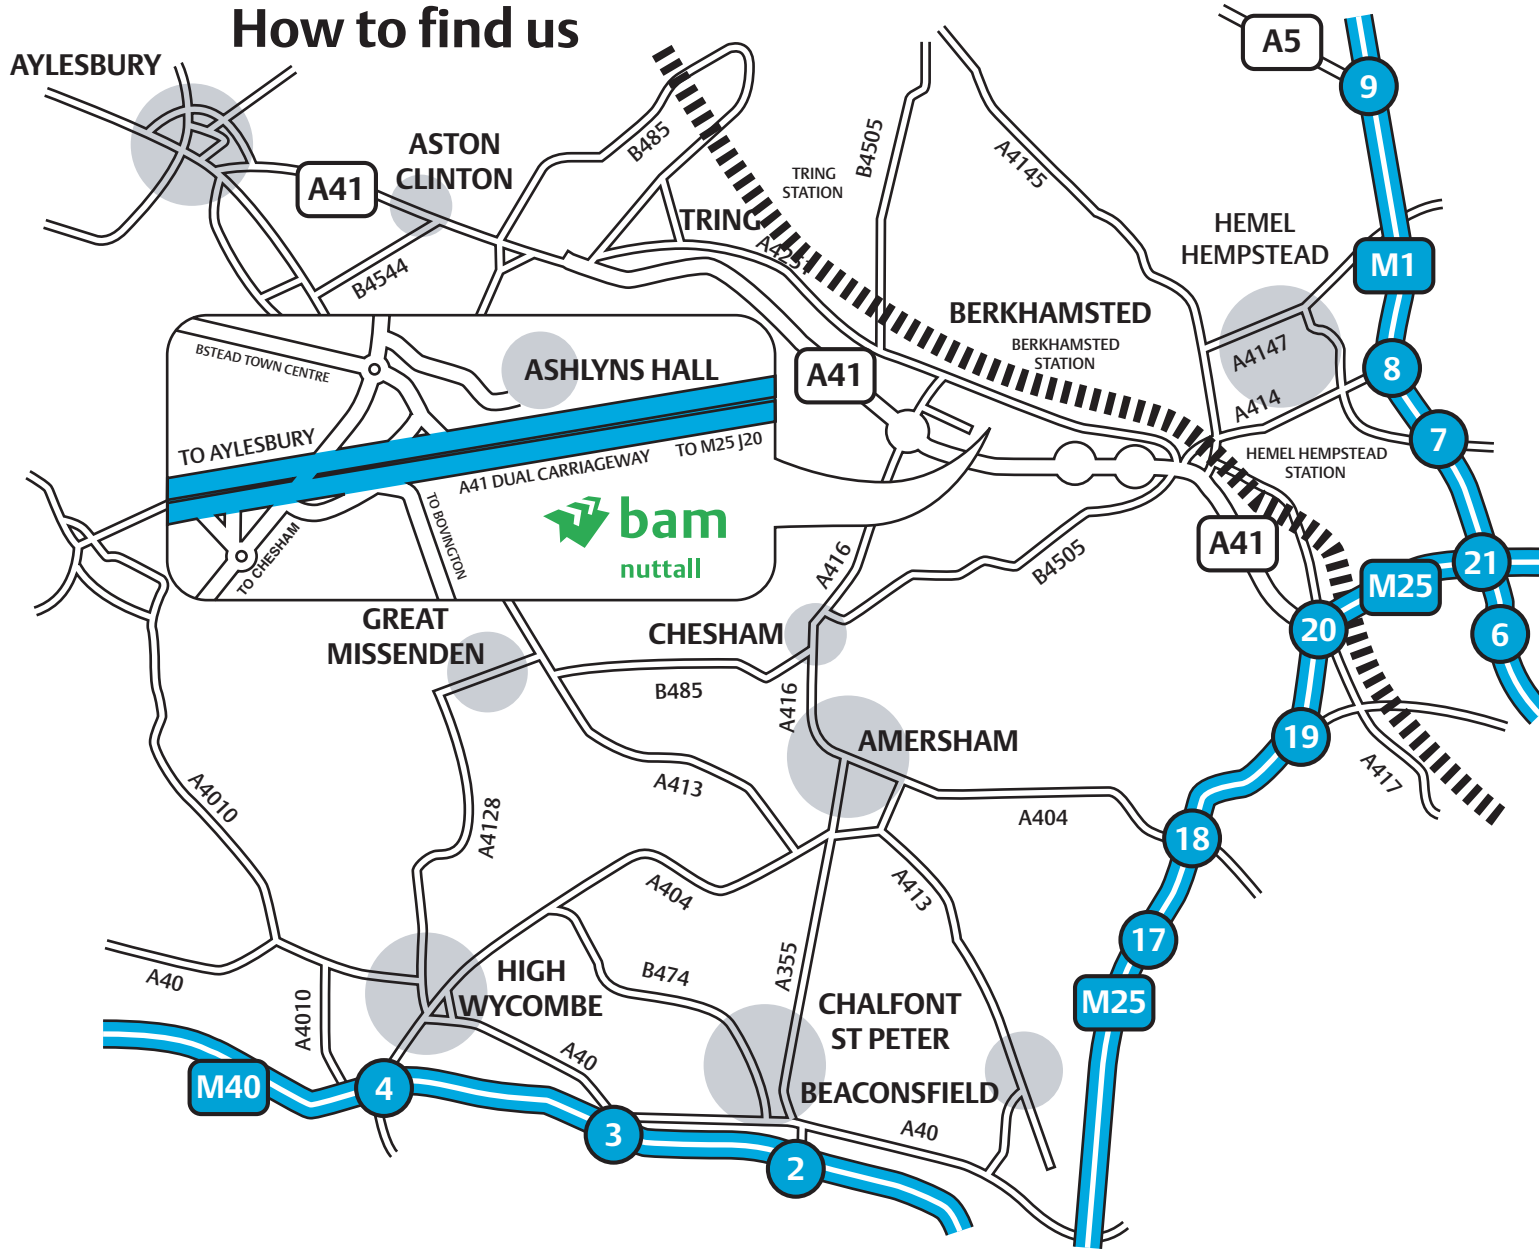 How to find us
AYLESBURY
A5
9
ASTON
CLINTON
B485
B4505
A4145
TRING
STATION
A41
TRING
A4251
HEMEL
HEMPSTEAD
M1
B4544
BERKHAMSTED
BERKHAMSTED
STATION
A4147
A41
8
A414
7
HEMEL HEMPSTEAD
STATION
BSTEAD TOWN CENTRE
ASHLYNS HALL
TO AYLESBURY
A41 DUAL CARRIAGEWAY
TO M25 J20
TO BOVINGTON
TO CHESHAM
bam
nuttall
A41
A416
B4505
21
M25
20
6
GREAT
MISSENDEN
CHESHAM
B485
A416
19
AMERSHAM
A417
A413
A4010
A4128
A404
18
A404
A413
17
A40
A4010
HIGH
WYCOMBE
B474
A355
CHALFONT
ST PETER
M25
A40
M40
4
BEACONSFIELD
3
A40
2